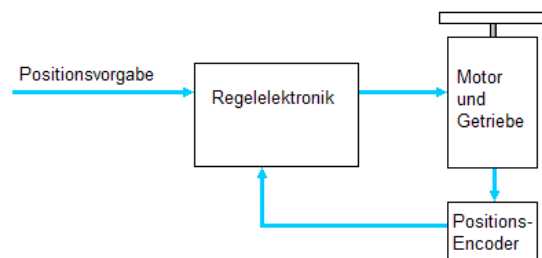 Positionsvorgabe
Regelelektronik
Motor
und
Getriebe
Positions-
Encoder